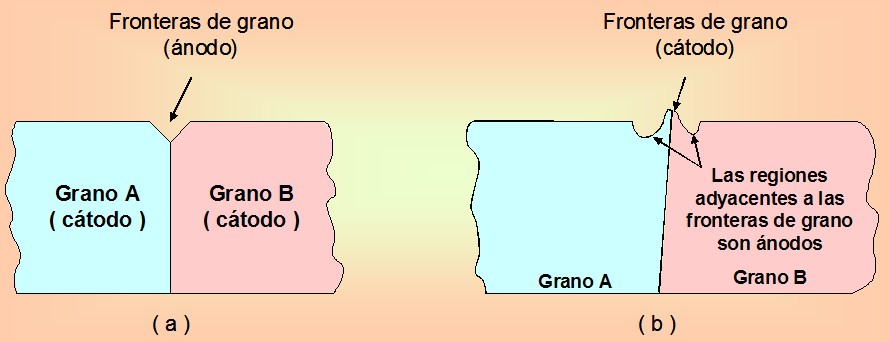 Fronteras de grano
(ánodo)
Fronteras de grano
(cátodo)
Grano A
( cátodo )
Grano B
( cátodo )
Las regiones
adyacentes a las
fronteras de grano
son ánodos
Grano A
Grano B
( a )
( b )